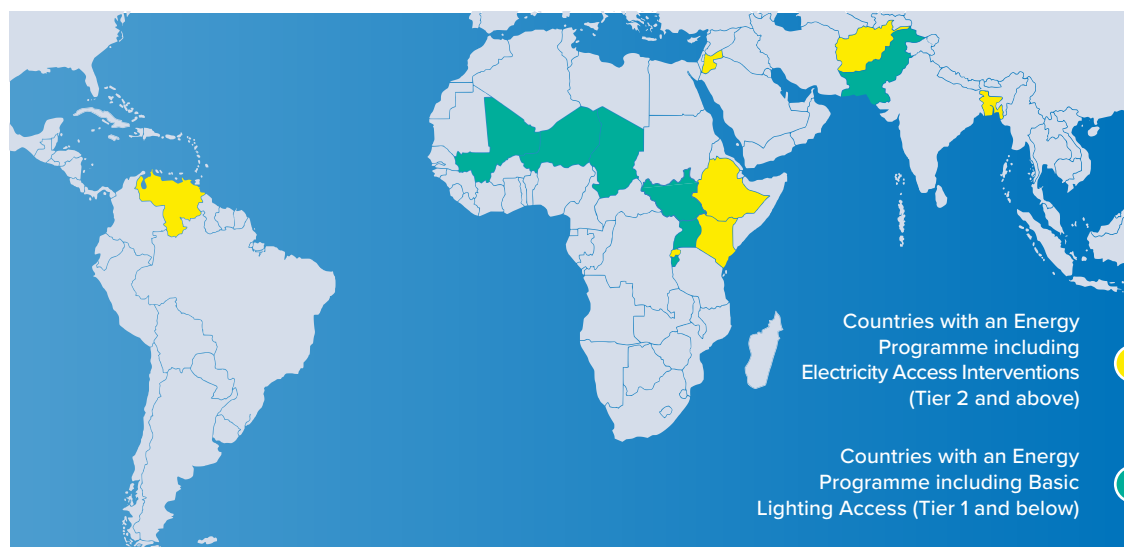 Countries with an Energy
Programme including
Electricity Access Interventions
(Tier 2 and above)
Countries with an Energy
Programme including Basic
Lighting Access (Tier 1 and below)